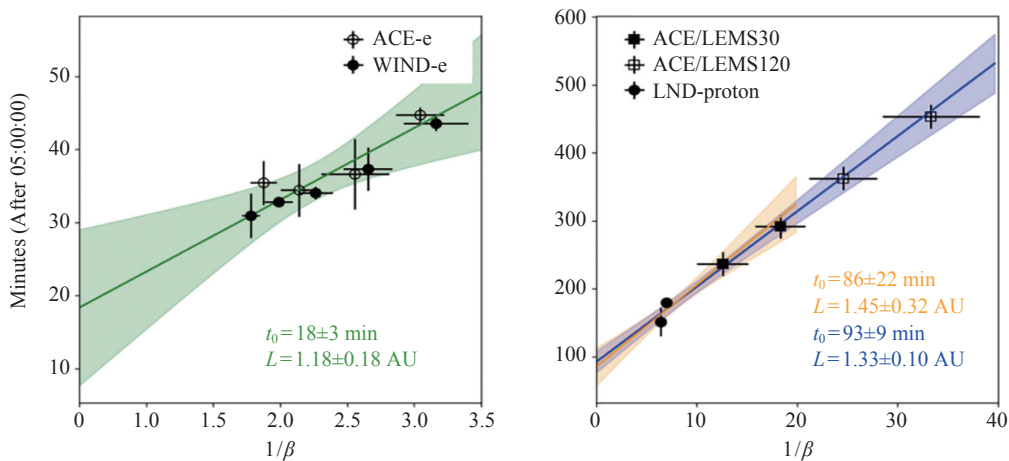 Minutes (After 05:00:00)
50
40
30
20
10
ACE-e
WIND-e
t₀=18±3 min
L=1.18±0.18 AU
0
1.0
1.5
2.0
2.5
3.0
3.5
1/β
600
500
400
300
200
100
ACE/LEMS30
ACE/LEMS120
LND-proton
t₀=86±22 min
L=1.45±0.32 AU
t₀=93±9 min
L=1.33±0.10 AU
0
10
20
30
40
1/β